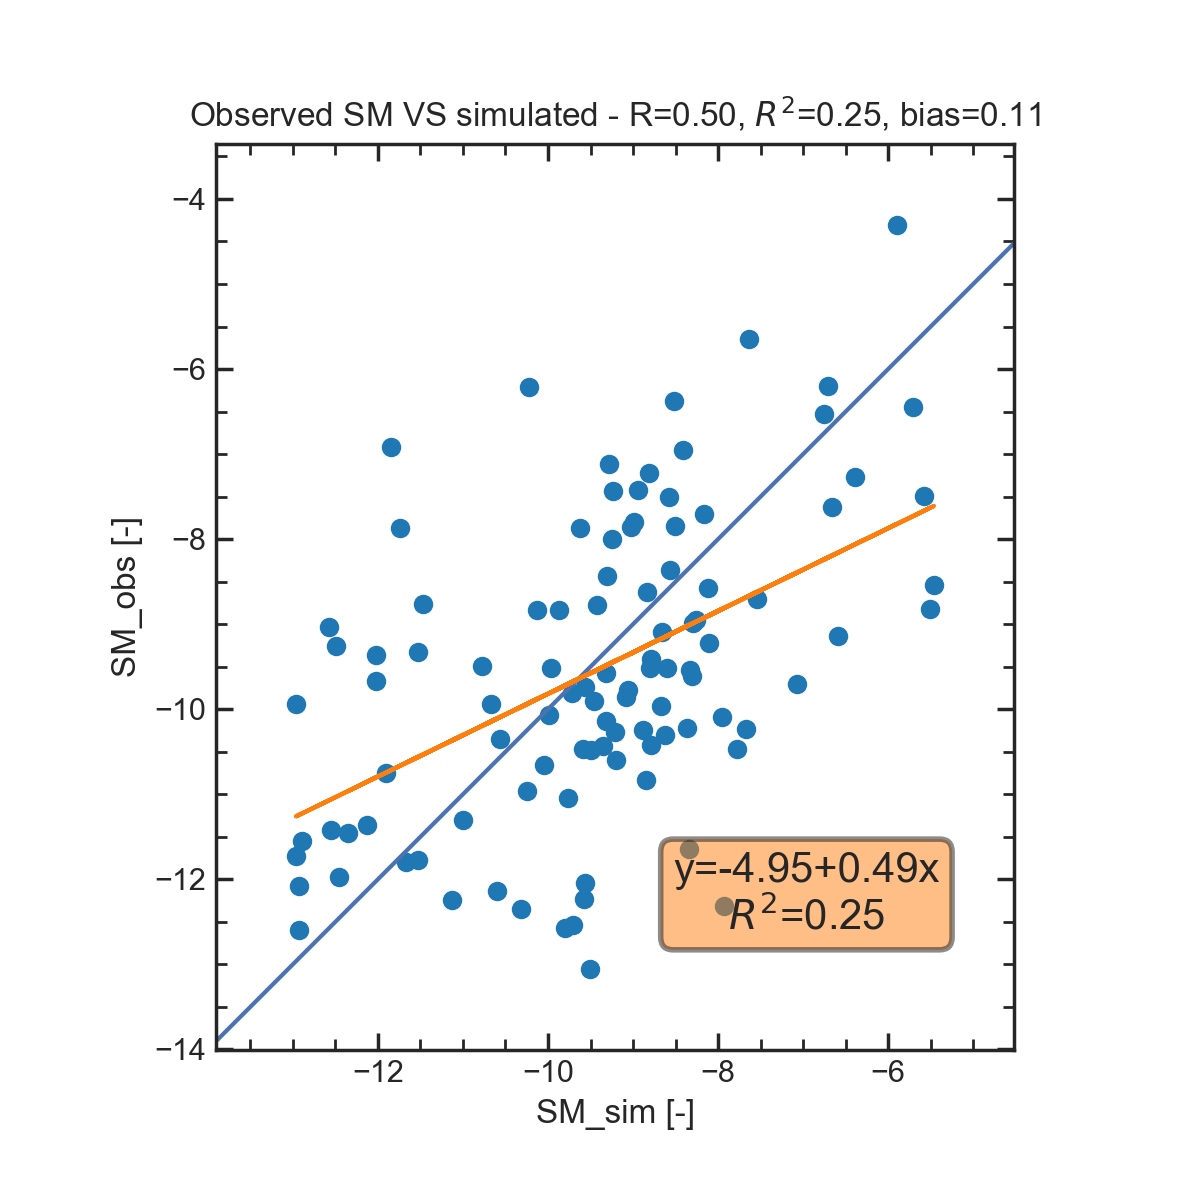 Observed SM VS simulated - R=0.50, R²=0.25, bias=0.11
SM_obs [-]
−4
−6
−8
−10
−12
−14
y=-4.95+0.49x
R²=0.25
−12 −10 −8 −6
SM_sim [-]